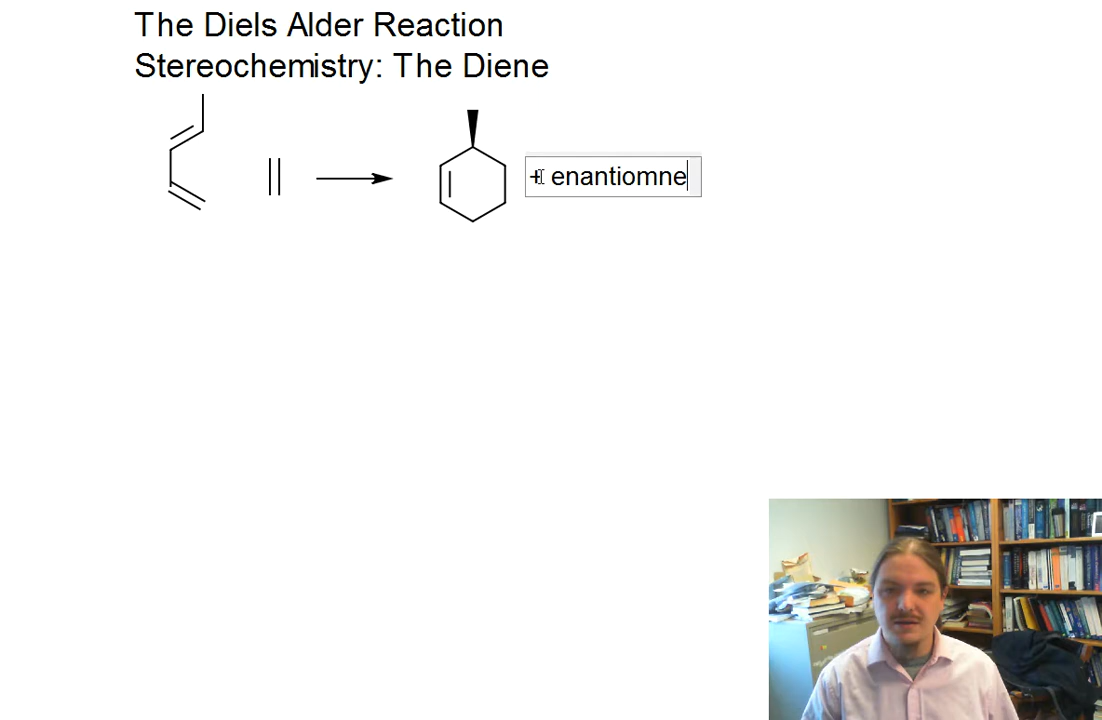 The Diels Alder Reaction
Stereochemistry: The Diene
+ enantiomne